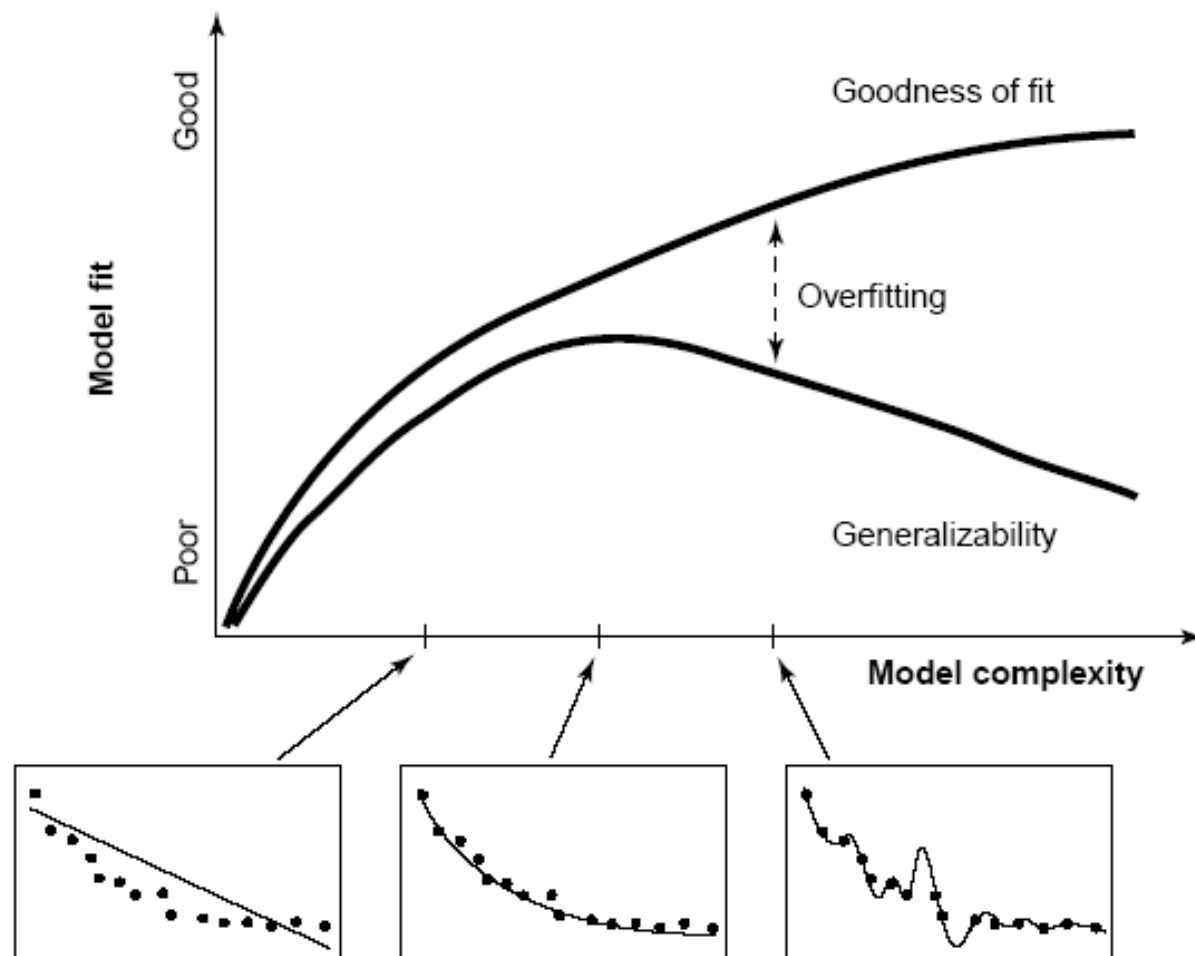 Good
Goodness of fit
Model fit
Overfitting
Poor
Generalizability
Model complexity